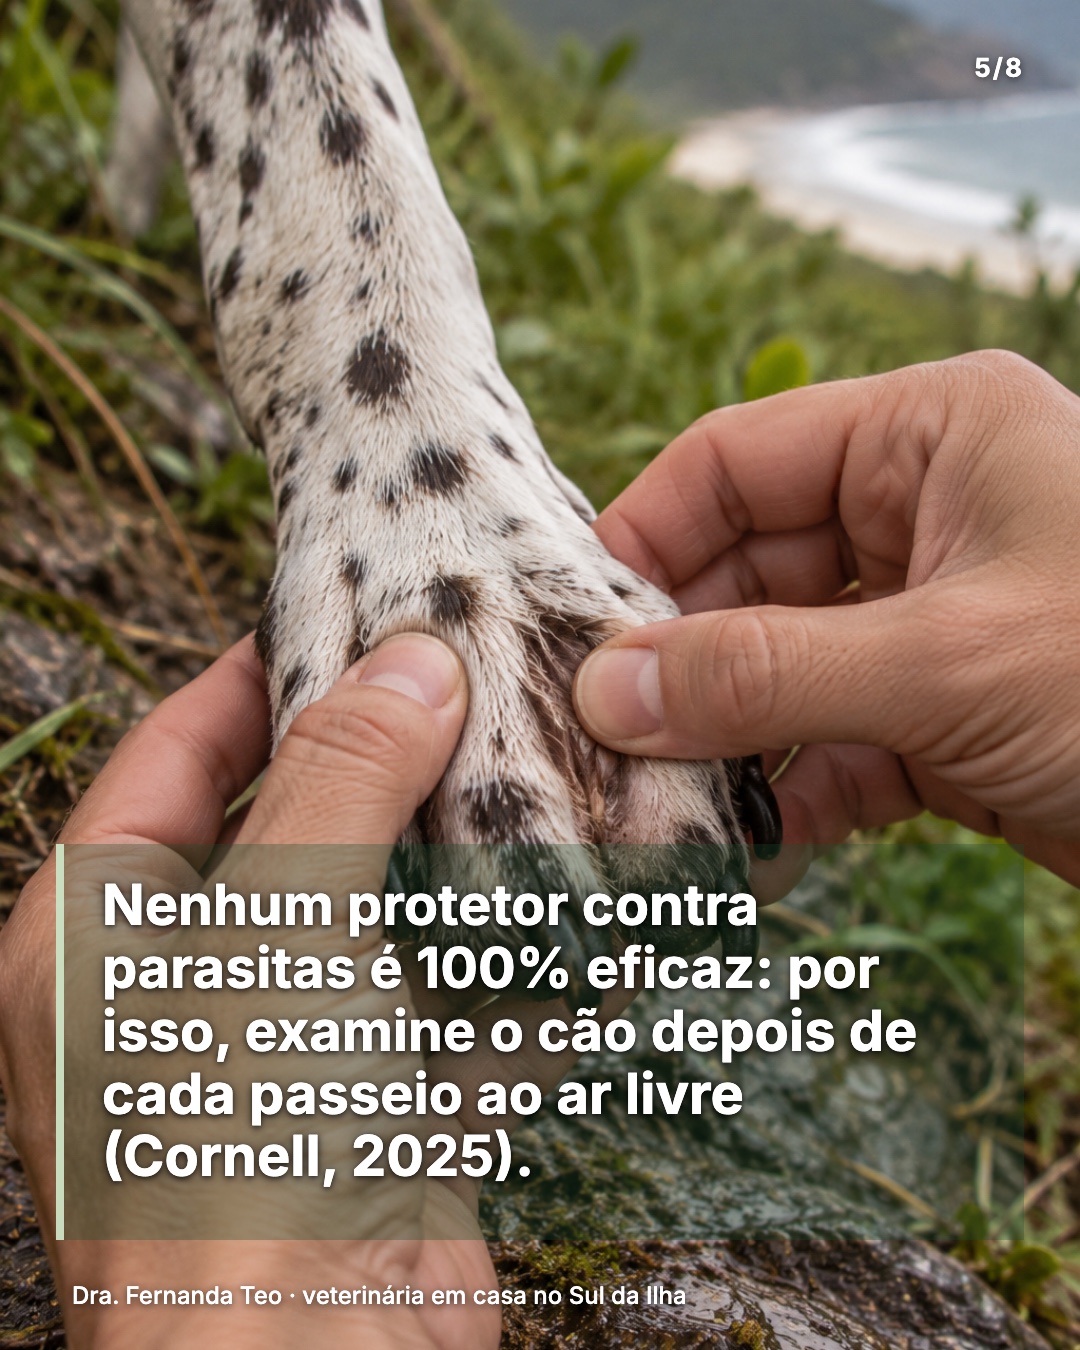 5/8
Nenhum protetor contra
parasitas é 100% eficaz: por
isso, examine o cão depois de
cada passeio ao ar livre
(Cornell, 2025).
Dra. Fernanda Teo · veterinária em casa no Sul da Ilha